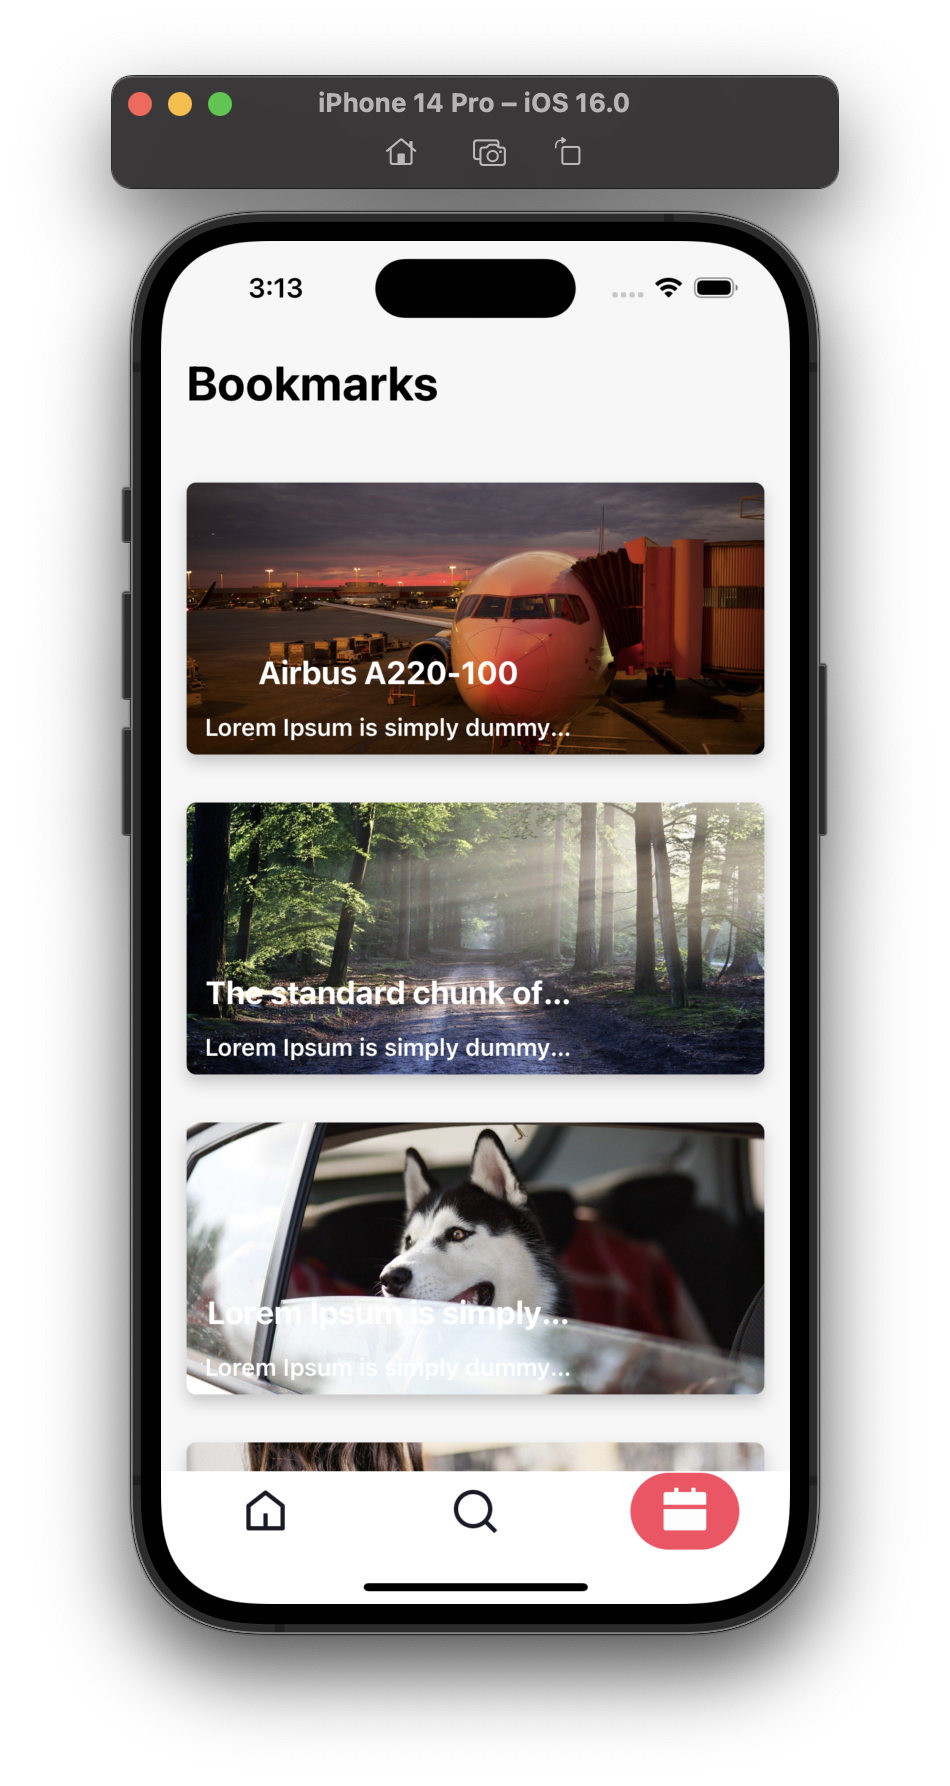 iPhone 14 Pro – iOS 16.0
3:13
Bookmarks
Airbus A220-100
Lorem Ipsum is simply dummy...
The standard chunk of...
Lorem Ipsum is simply dummy...
Lorem Ipsum is simply...
Lorem Ipsum is simply dummy...